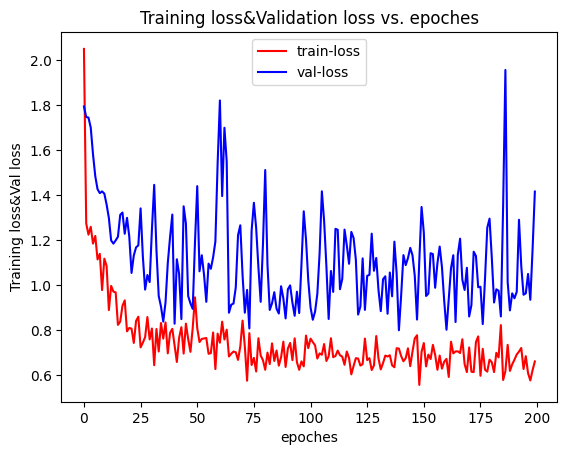 Training loss&Validation loss vs. epoches
train-loss
val-loss
Training loss&Val loss
2.0
1.8
1.6
1.4
1.2
1.0
0.8
0.6
0 25 50 75 100 125 150 175 200
epoches